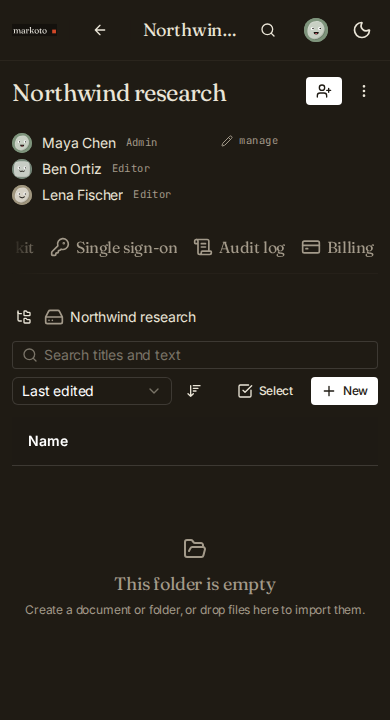 markoto
Northwin...
Northwind research
Maya Chen Admin
manage
Ben Ortiz Editor
Lena Fischer Editor
kit Single sign-on Audit log Billing
Northwind research
Search titles and text
Last edited Select New
Name
This folder is empty
Create a document or folder, or drop files here to import them.